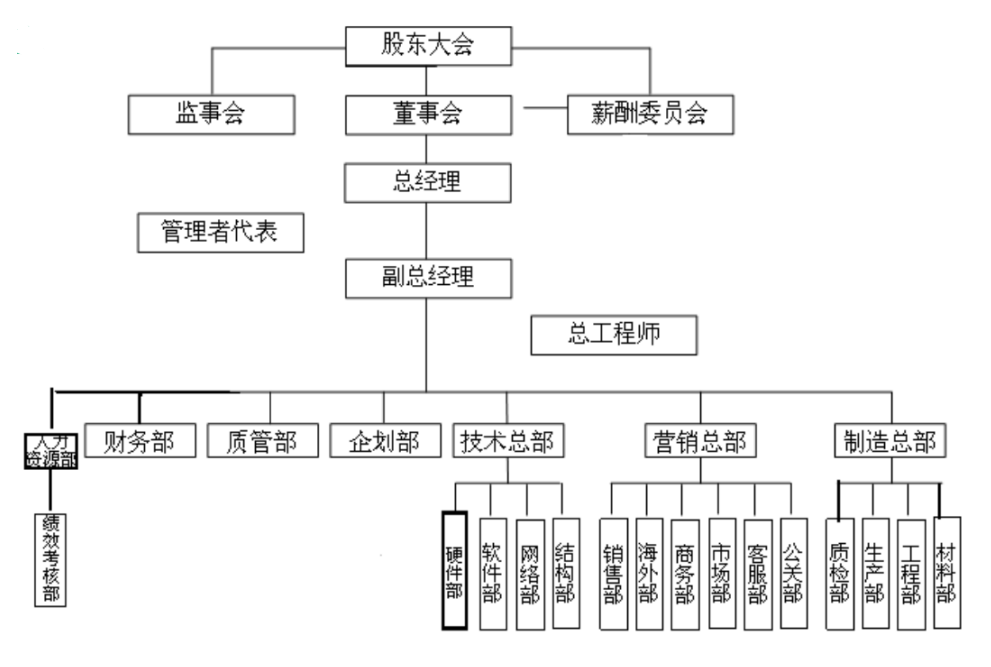 股东大会
监事会
董事会
薪酬委员会
总经理
管理者代表
副总经理
总工程师
人力
资源部
财务部
质管部
企划部
技术总部
营销总部
制造总部
绩效考核部
硬件部
软件部
网络部
结构部
销售部
海外部
商务部
市场部
客服部
公关部
质检部
生产部
工程部
材料部